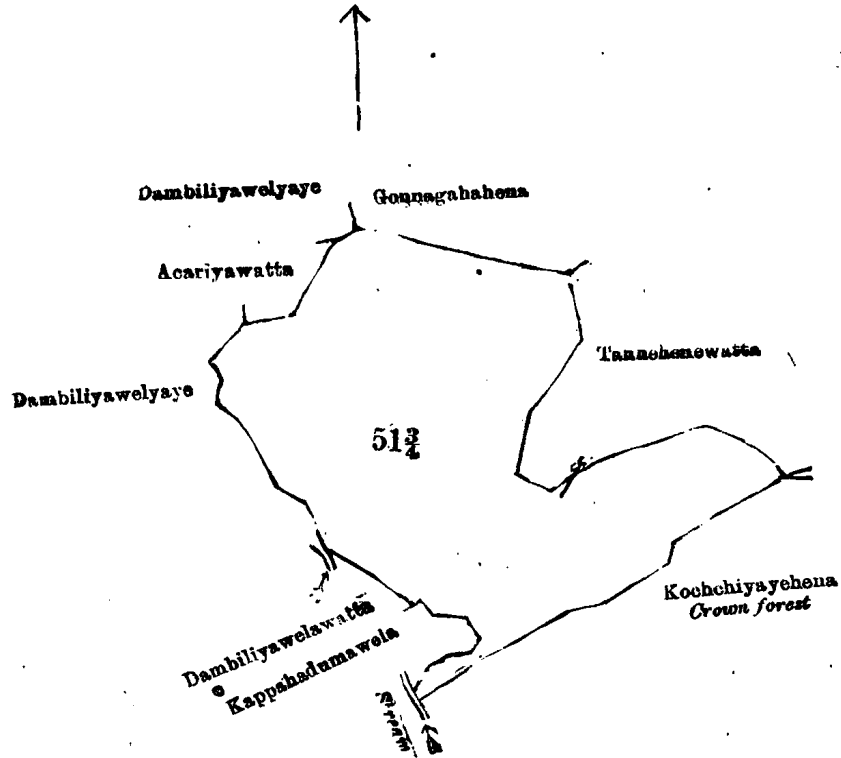 Dambiliyawelyaye
Gonnagahahena
Acariyawatta
Tannehenewatta
Dambiliyawelyaye
51¾
Kochchiyayehena
Crown forest
Dambiliyawelawatta
Kappahadumawela